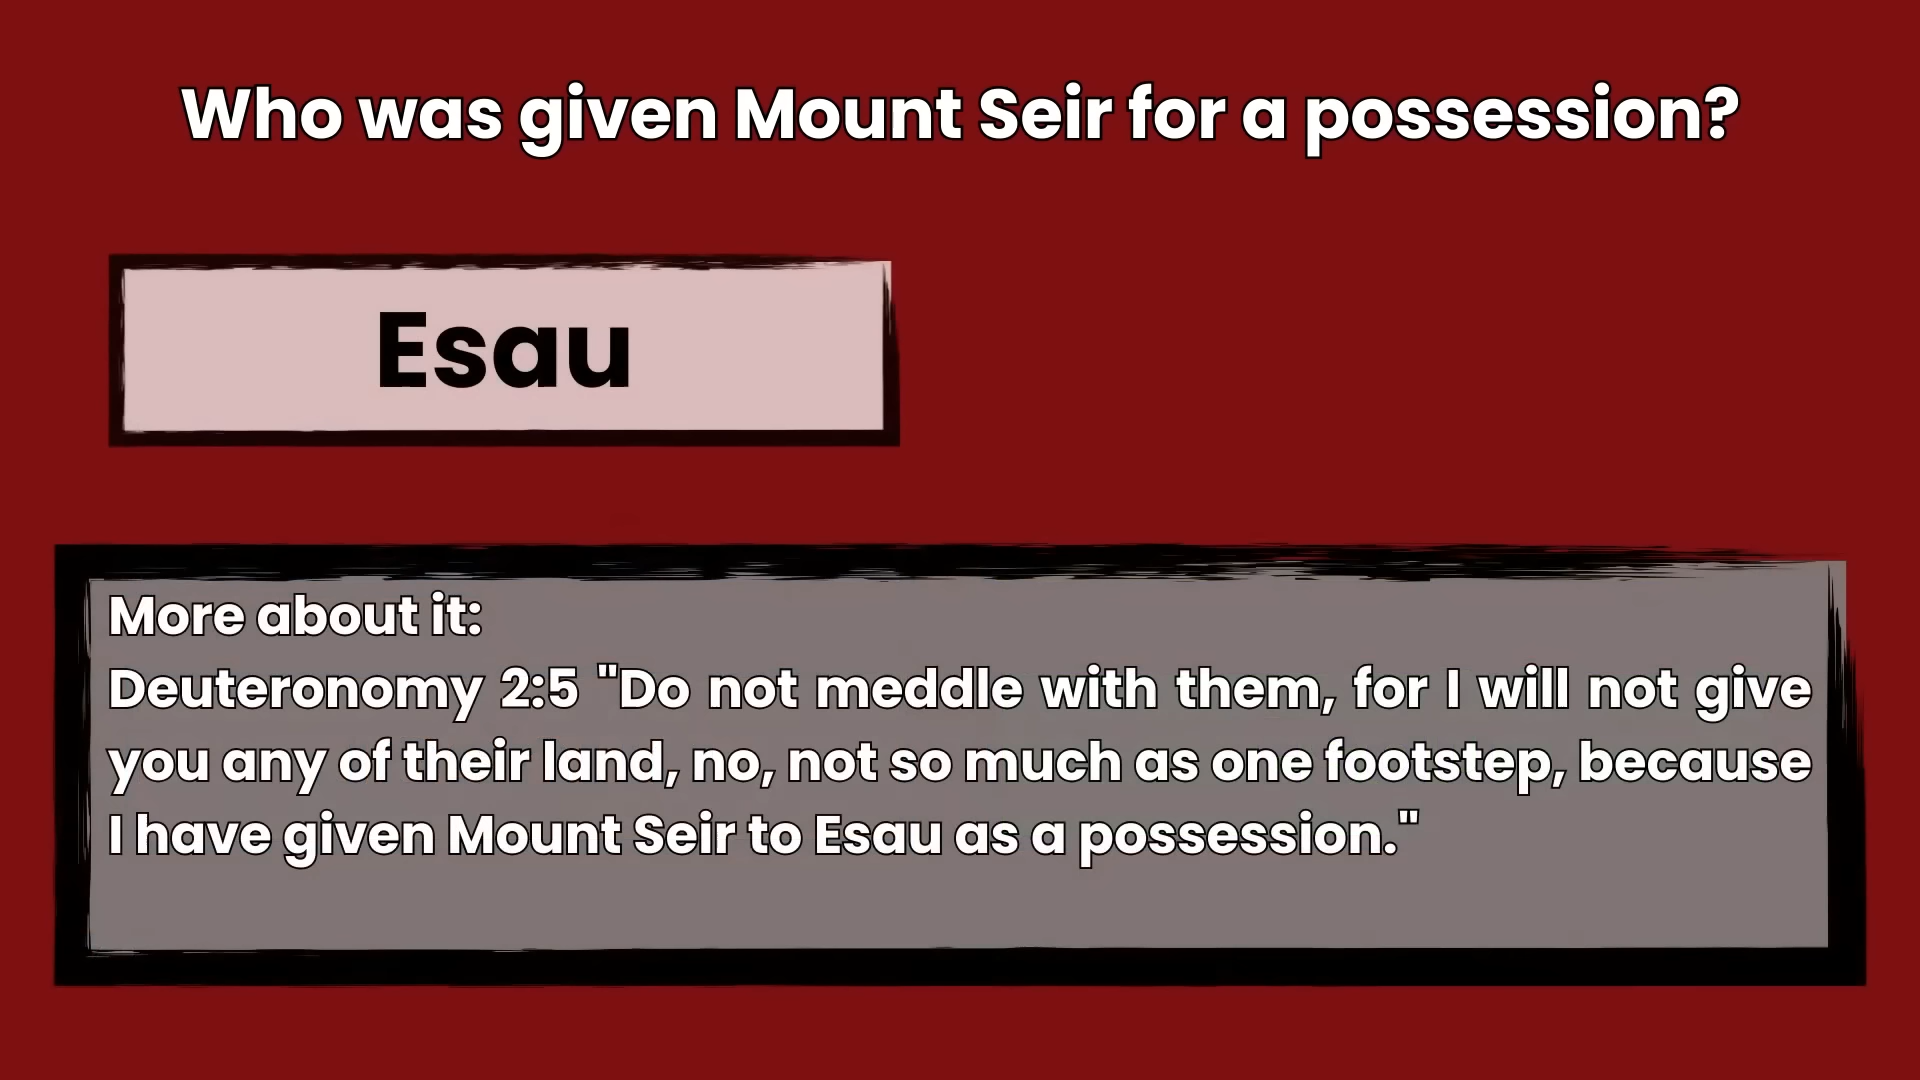 Who was given Mount Seir for a possession?
Esau
More about it:
Deuteronomy 2:5 "Do not meddle with them, for I will not give
you any of their land, no, not so much as one footstep, because
I have given Mount Seir to Esau as a possession."